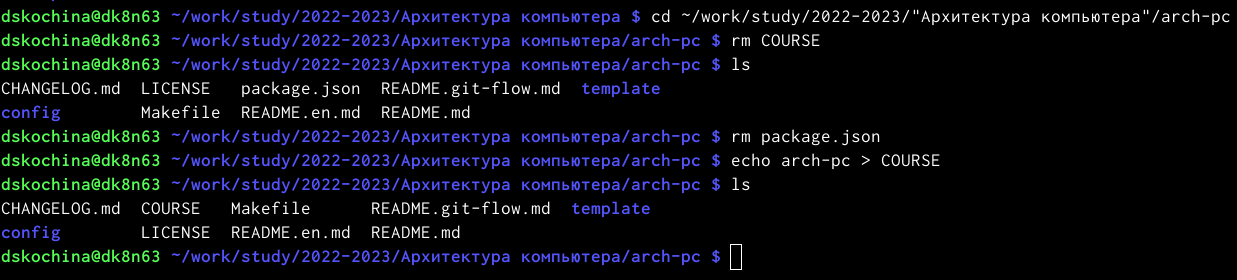 dskochina@dk8n63 ~/work/study/2022-2023/Архитектура компьютера $ cd ~/work/study/2022-2023/"Архитектура компьютера"/arch-pc
dskochina@dk8n63 ~/work/study/2022-2023/Архитектура компьютера/arch-pc $ rm COURSE
dskochina@dk8n63 ~/work/study/2022-2023/Архитектура компьютера/arch-pc $ ls
CHANGELOG.md  LICENSE   package.json  README.git-flow.md  template
config        Makefile  README.en.md  README.md
dskochina@dk8n63 ~/work/study/2022-2023/Архитектура компьютера/arch-pc $ rm package.json
dskochina@dk8n63 ~/work/study/2022-2023/Архитектура компьютера/arch-pc $ echo arch-pc > COURSE
dskochina@dk8n63 ~/work/study/2022-2023/Архитектура компьютера/arch-pc $ ls
CHANGELOG.md  COURSE   Makefile      README.git-flow.md  template
config        LICENSE  README.en.md  README.md
dskochina@dk8n63 ~/work/study/2022-2023/Архитектура компьютера/arch-pc $